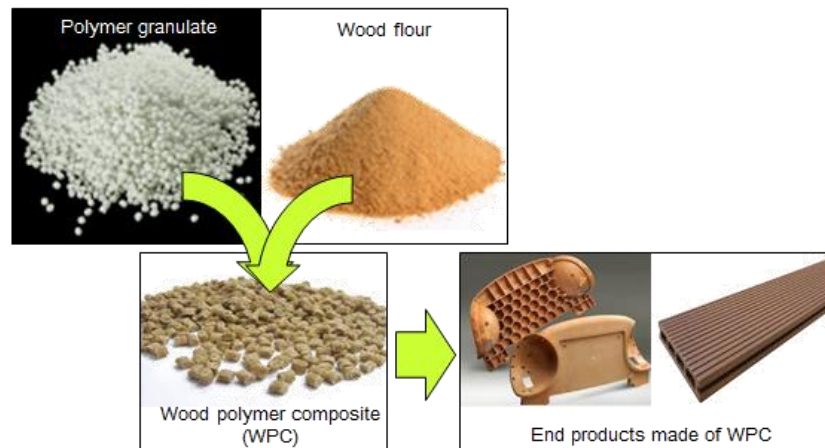 Polymer granulate
Wood flour
Wood polymer composite
(WPC)
End products made of WPC